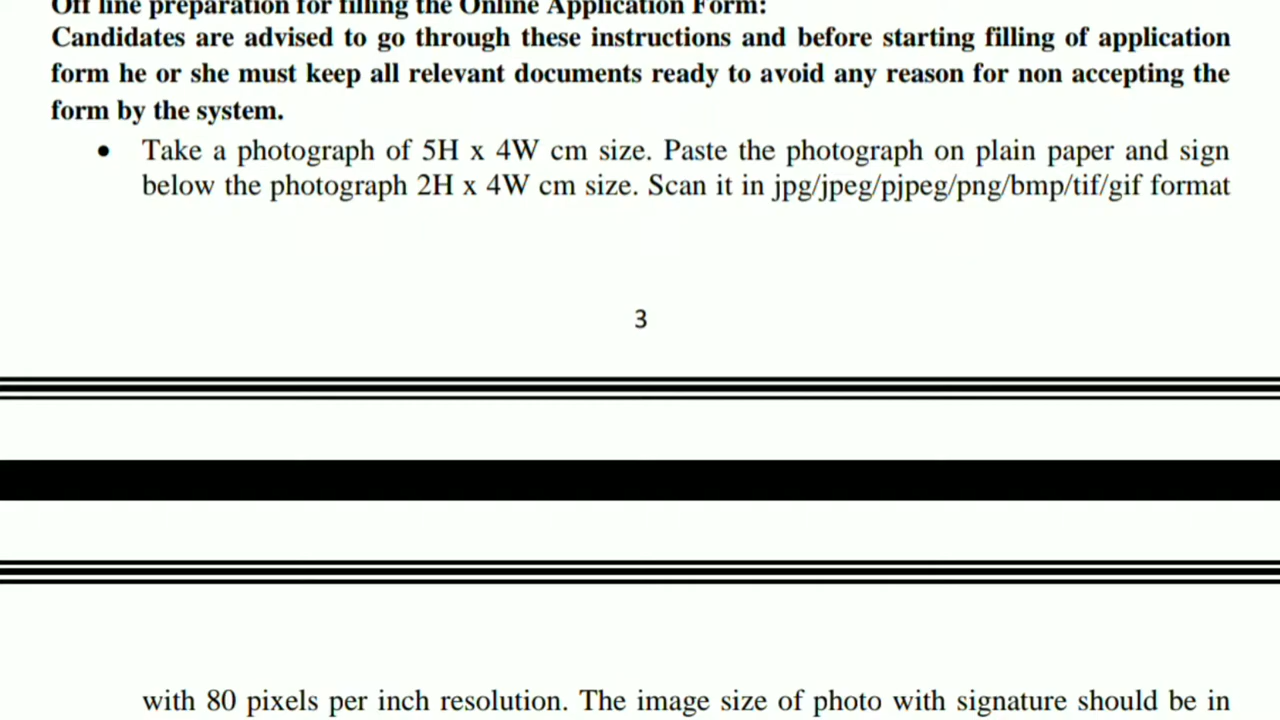 Off line preparation for filling the Online Application Form:
Candidates are advised to go through these instructions and before starting filling of application
form he or she must keep all relevant documents ready to avoid any reason for non accepting the
form by the system.
• Take a photograph of 5H x 4W cm size. Paste the photograph on plain paper and sign
below the photograph 2H x 4W cm size. Scan it in jpg/jpeg/pjpeg/png/bmp/tif/gif format
3
with 80 pixels per inch resolution. The image size of photo with signature should be in